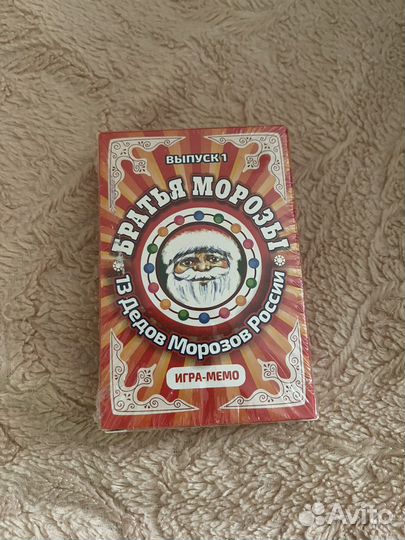 ВЫПУСК 1
БРАТЬЯ МОРОЗЫ
13 Дедов Морозов России
ИГРА-МЕМО
Avito